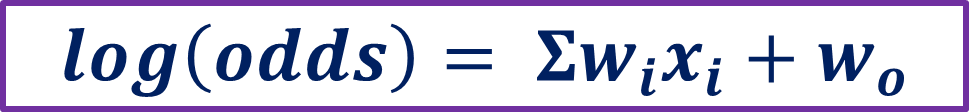 log(odds) = Σwᵢxᵢ + wₒ